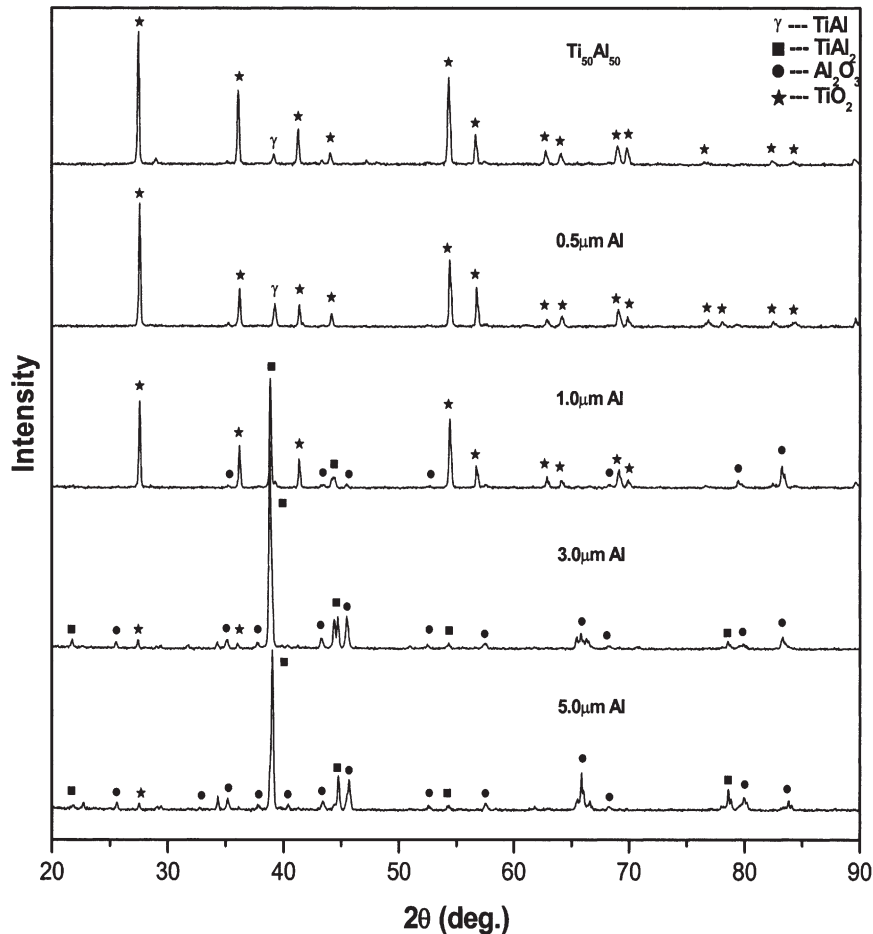 γ --- TiAl
■ --- TiAl₂
● --- Al₂O₃
★ --- TiO₂
Ti₅₀Al₅₀
γ
0.5μm Al
γ
1.0μm Al
3.0μm Al
5.0μm Al
Intensity
20 30 40 50 60 70 80 90
2θ (deg.)